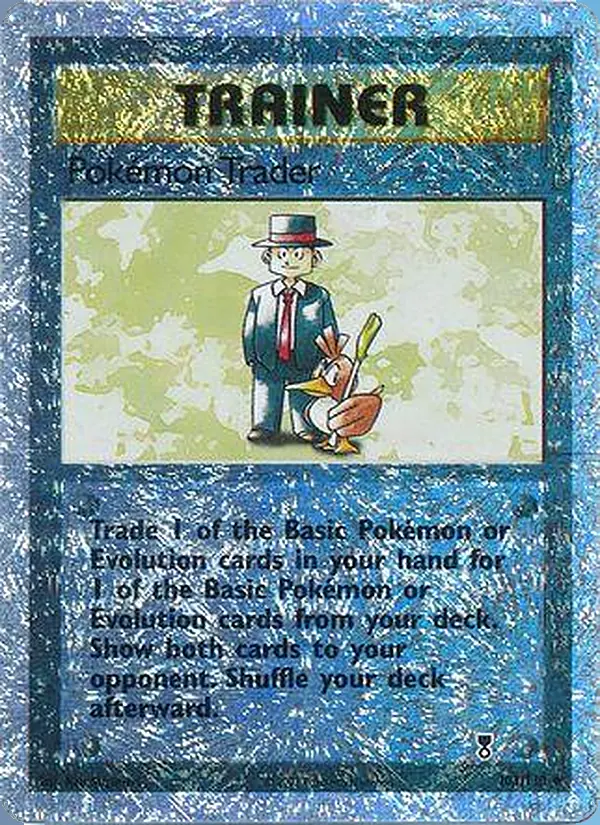 TRAINER
Pokémon Trader
Trade 1 of the Basic Pokémon or
Evolution cards in your hand for
1 of the Basic Pokémon or
Evolution cards from your deck.
Show both cards to your
opponent. Shuffle your deck
afterward.